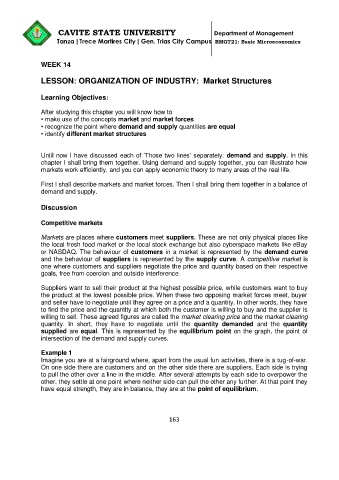 CAVITE STATE UNIVERSITY
Department of Management
Tanza |Trece Martires City | Gen. Trias City Campus
BMGT21: Basic Microeconomics
WEEK 14
LESSON: ORGANIZATION OF INDUSTRY: Market Structures
Learning Objectives:
After studying this chapter you will know how to
• make use of the concepts market and market forces
• recognize the point where demand and supply quantities are equal
• identify different market structures
Until now I have discussed each of 'Those two lines' separately: demand and supply. In this
chapter I shall bring them together. Using demand and supply together, you can illustrate how
markets work efficiently, and you can apply economic theory to many areas of the real life.
First I shall describe markets and market forces. Then I shall bring them together in a balance of
demand and supply.
Discussion
Competitive markets
Markets are places where customers meet suppliers. These are not only physical places like
the local fresh food market or the local stock exchange but also cyberspace markets like eBay
or NASDAQ. The behaviour of customers in a market is represented by the demand curve
and the behaviour of suppliers is represented by the supply curve. A competitive market is
one where customers and suppliers negotiate the price and quantity based on their respective
goals, free from coercion and outside interference.
Suppliers want to sell their product at the highest possible price, while customers want to buy
the product at the lowest possible price. When these two opposing market forces meet, buyer
and seller have to negotiate until they agree on a price and a quantity. In other words, they have
to find the price and the quantity at which both the customer is willing to buy and the supplier is
willing to sell. These agreed figures are called the market clearing price and the market clearing
quantity. In short, they have to negotiate until the quantity demanded and the quantity
supplied are equal. This is represented by the equilibrium point on the graph, the point of
intersection of the demand and supply curves.
Example 1
Imagine you are at a fairground where, apart from the usual fun activities, there is a tug-of-war.
On one side there are customers and on the other side there are suppliers. Each side is trying
to pull the other over a line in the middle. After several attempts by each side to overpower the
other, they settle at one point where neither side can pull the other any further. At that point they
have equal strength, they are in balance, they are at the point of equilibrium.
163